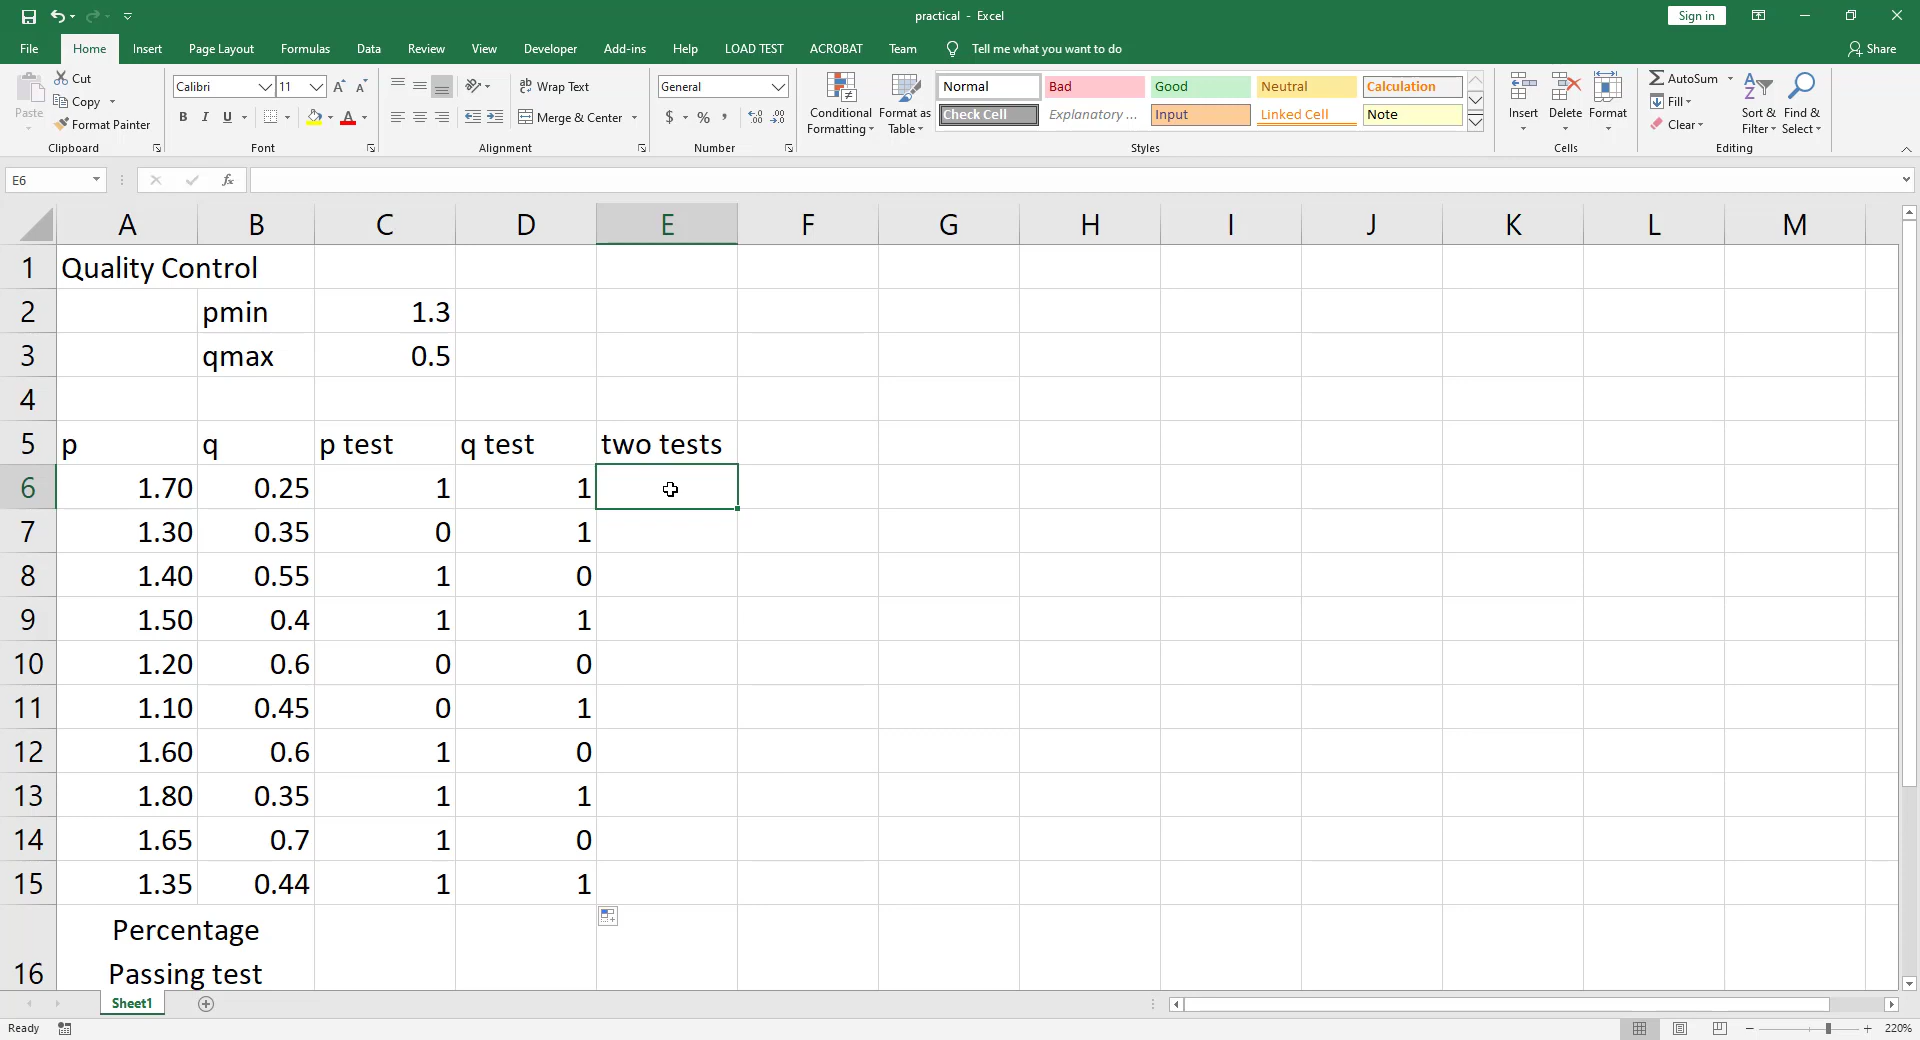 practical - Excel
Sign in
File Home Insert Page Layout Formulas Data Review View Developer Add-ins Help LOAD TEST ACROBAT Team Tell me what you want to do Share
Paste
Cut
Copy
Format Painter
Clipboard
Calibri 11 A A
B I U A
Font
ab Wrap Text
Merge & Center
Alignment
General
$ % , .00 .0
Number
Conditional Formatting
Format as Table
Normal Bad Good Neutral Calculation
Check Cell Explanatory ... Input Linked Cell Note
Styles
Insert Delete Format
Cells
AutoSum
Fill
Clear
Sort & Filter
Find & Select
Editing
E6 fx
A B C D E F G H I J K L M
1 Quality Control
2 pmin 1.3
3 qmax 0.5
4
5 p q p test q test two tests
6 1.70 0.25 1 1
7 1.30 0.35 0 1
8 1.40 0.55 1 0
9 1.50 0.4 1 1
10 1.20 0.6 0 0
11 1.10 0.45 0 1
12 1.60 0.6 1 0
13 1.80 0.35 1 1
14 1.65 0.7 1 0
15 1.35 0.44 1 1
Percentage
16 Passing test
Sheet1
Ready 220%